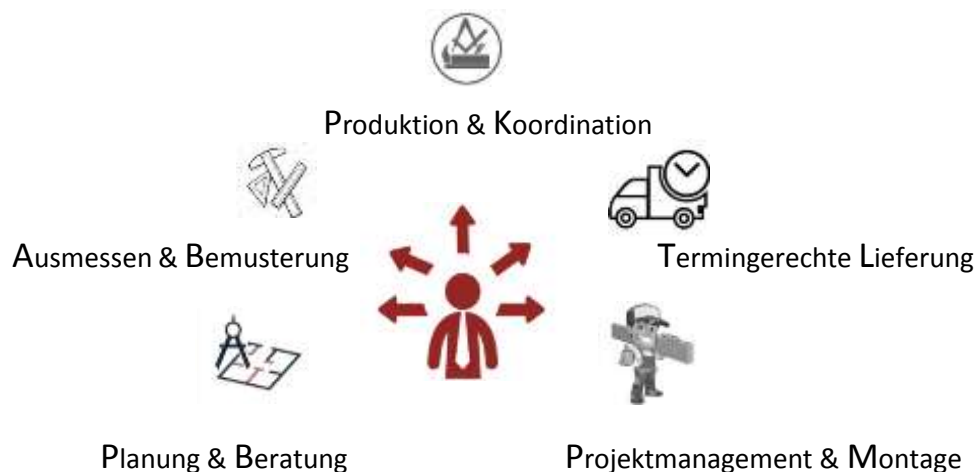 Produktion & Koordination
Ausmessen & Bemusterung
Termingerechte Lieferung
Planung & Beratung
Projektmanagement & Montage